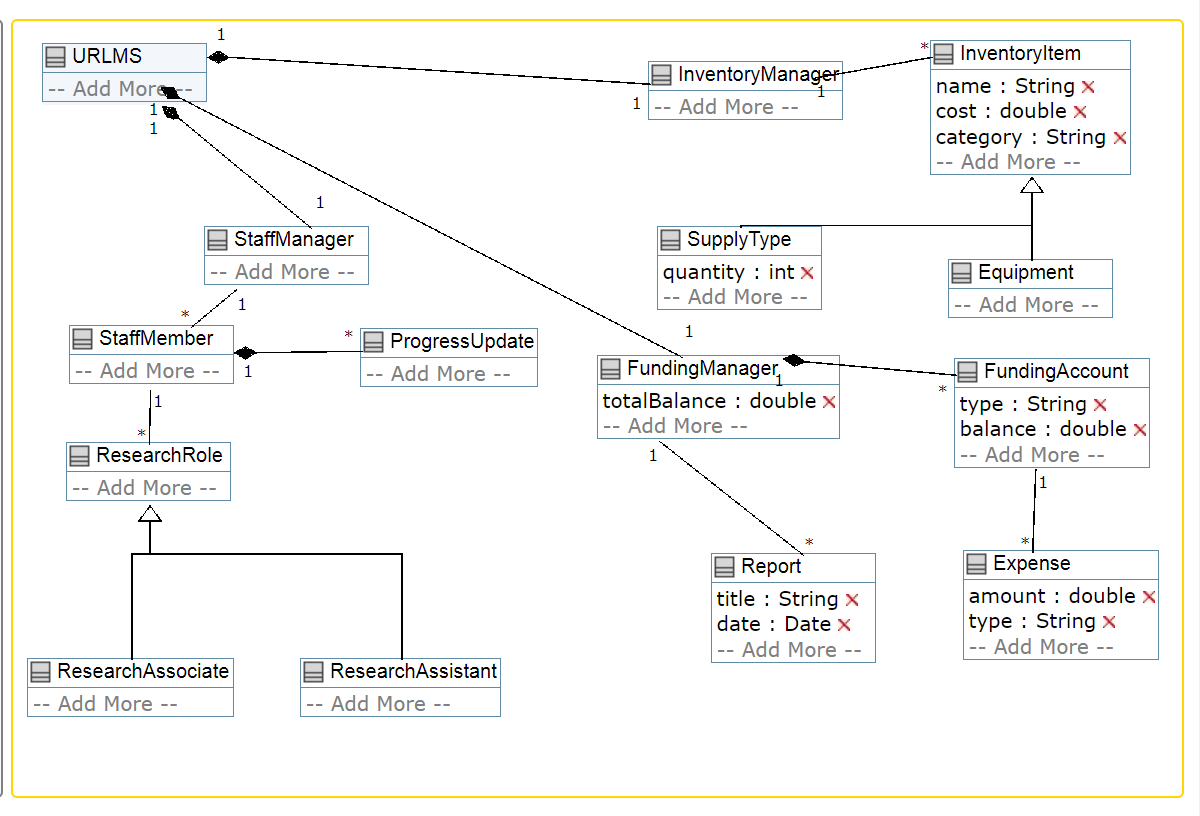 1
URLMS
-- Add More --
1
1
InventoryManager
-- Add More --
1
1
*
InventoryItem
name : String
cost : double
category : String
-- Add More --
1
StaffManager
-- Add More --
1
SupplyType
quantity : int
-- Add More --
Equipment
-- Add More --
*
StaffMember
-- Add More --
1
*
ProgressUpdate
-- Add More --
1
FundingManager
totalBalance : double
-- Add More --
1
*
FundingAccount
type : String
balance : double
-- Add More --
1
*
ResearchRole
-- Add More --
1
*
Report
title : String
date : Date
-- Add More --
1
*
Expense
amount : double
type : String
-- Add More --
ResearchAssociate
-- Add More --
ResearchAssistant
-- Add More --